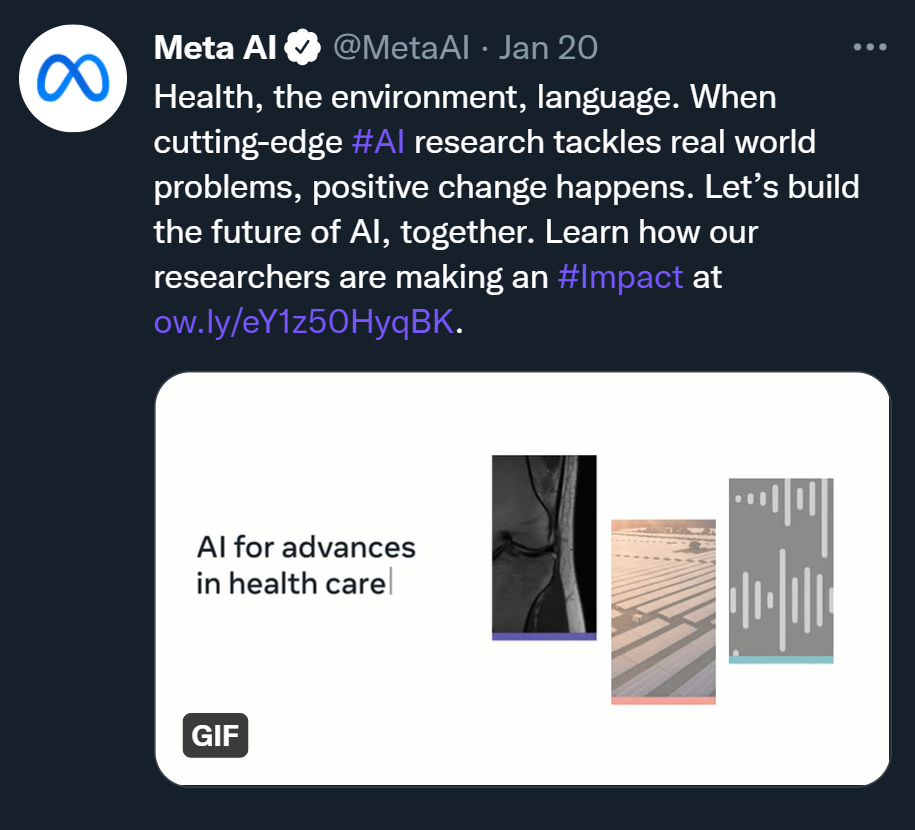 Meta AI @MetaAI · Jan 20
Health, the environment, language. When
cutting-edge #AI research tackles real world
problems, positive change happens. Let’s build
the future of AI, together. Learn how our
researchers are making an #Impact at
ow.ly/eY1z50HyqBK.
AI for advances
in health care
GIF